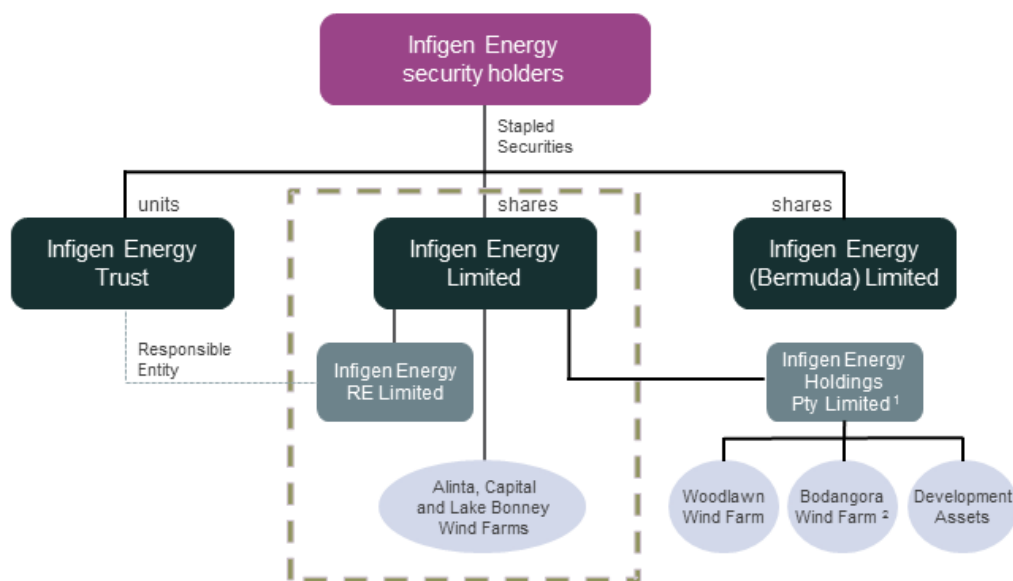 Infigen Energy
security holders
Stapled
Securities
units
shares
shares
Infigen Energy
Trust
Infigen Energy
Limited
Infigen Energy
(Bermuda) Limited
Responsible
Entity
Infigen Energy
RE Limited
Infigen Energy
Holdings
Pty Limited ¹
Alinta, Capital
and Lake Bonney
Wind Farms
Woodlawn
Wind Farm
Bodangora
Wind Farm ²
Development
Assets